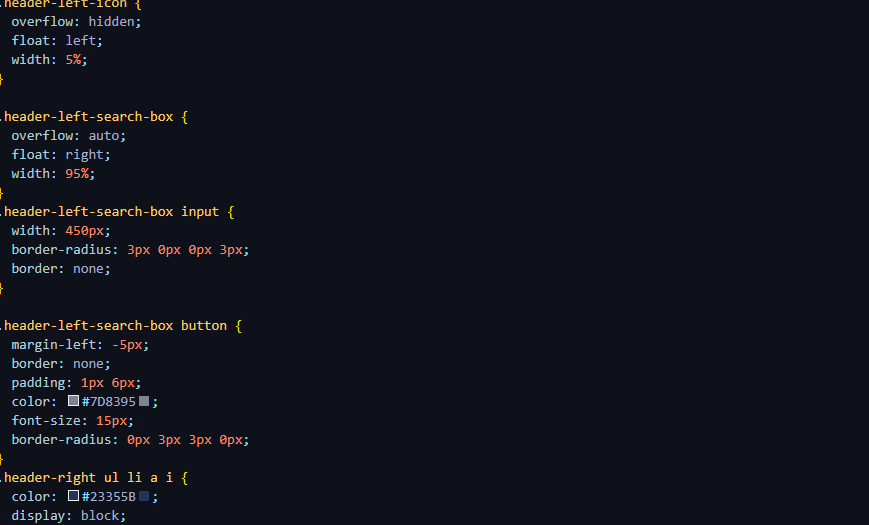 .header-left-icon {
overflow: hidden;
float: left;
width: 5%;
}
.header-left-search-box {
overflow: auto;
float: right;
width: 95%;
}
.header-left-search-box input {
width: 450px;
border-radius: 3px 0px 0px 3px;
border: none;
}
.header-left-search-box button {
margin-left: -5px;
border: none;
padding: 1px 6px;
color: #7D8395;
font-size: 15px;
border-radius: 0px 3px 3px 0px;
}
.header-right ul li a i {
color: #23355B;
display: block;